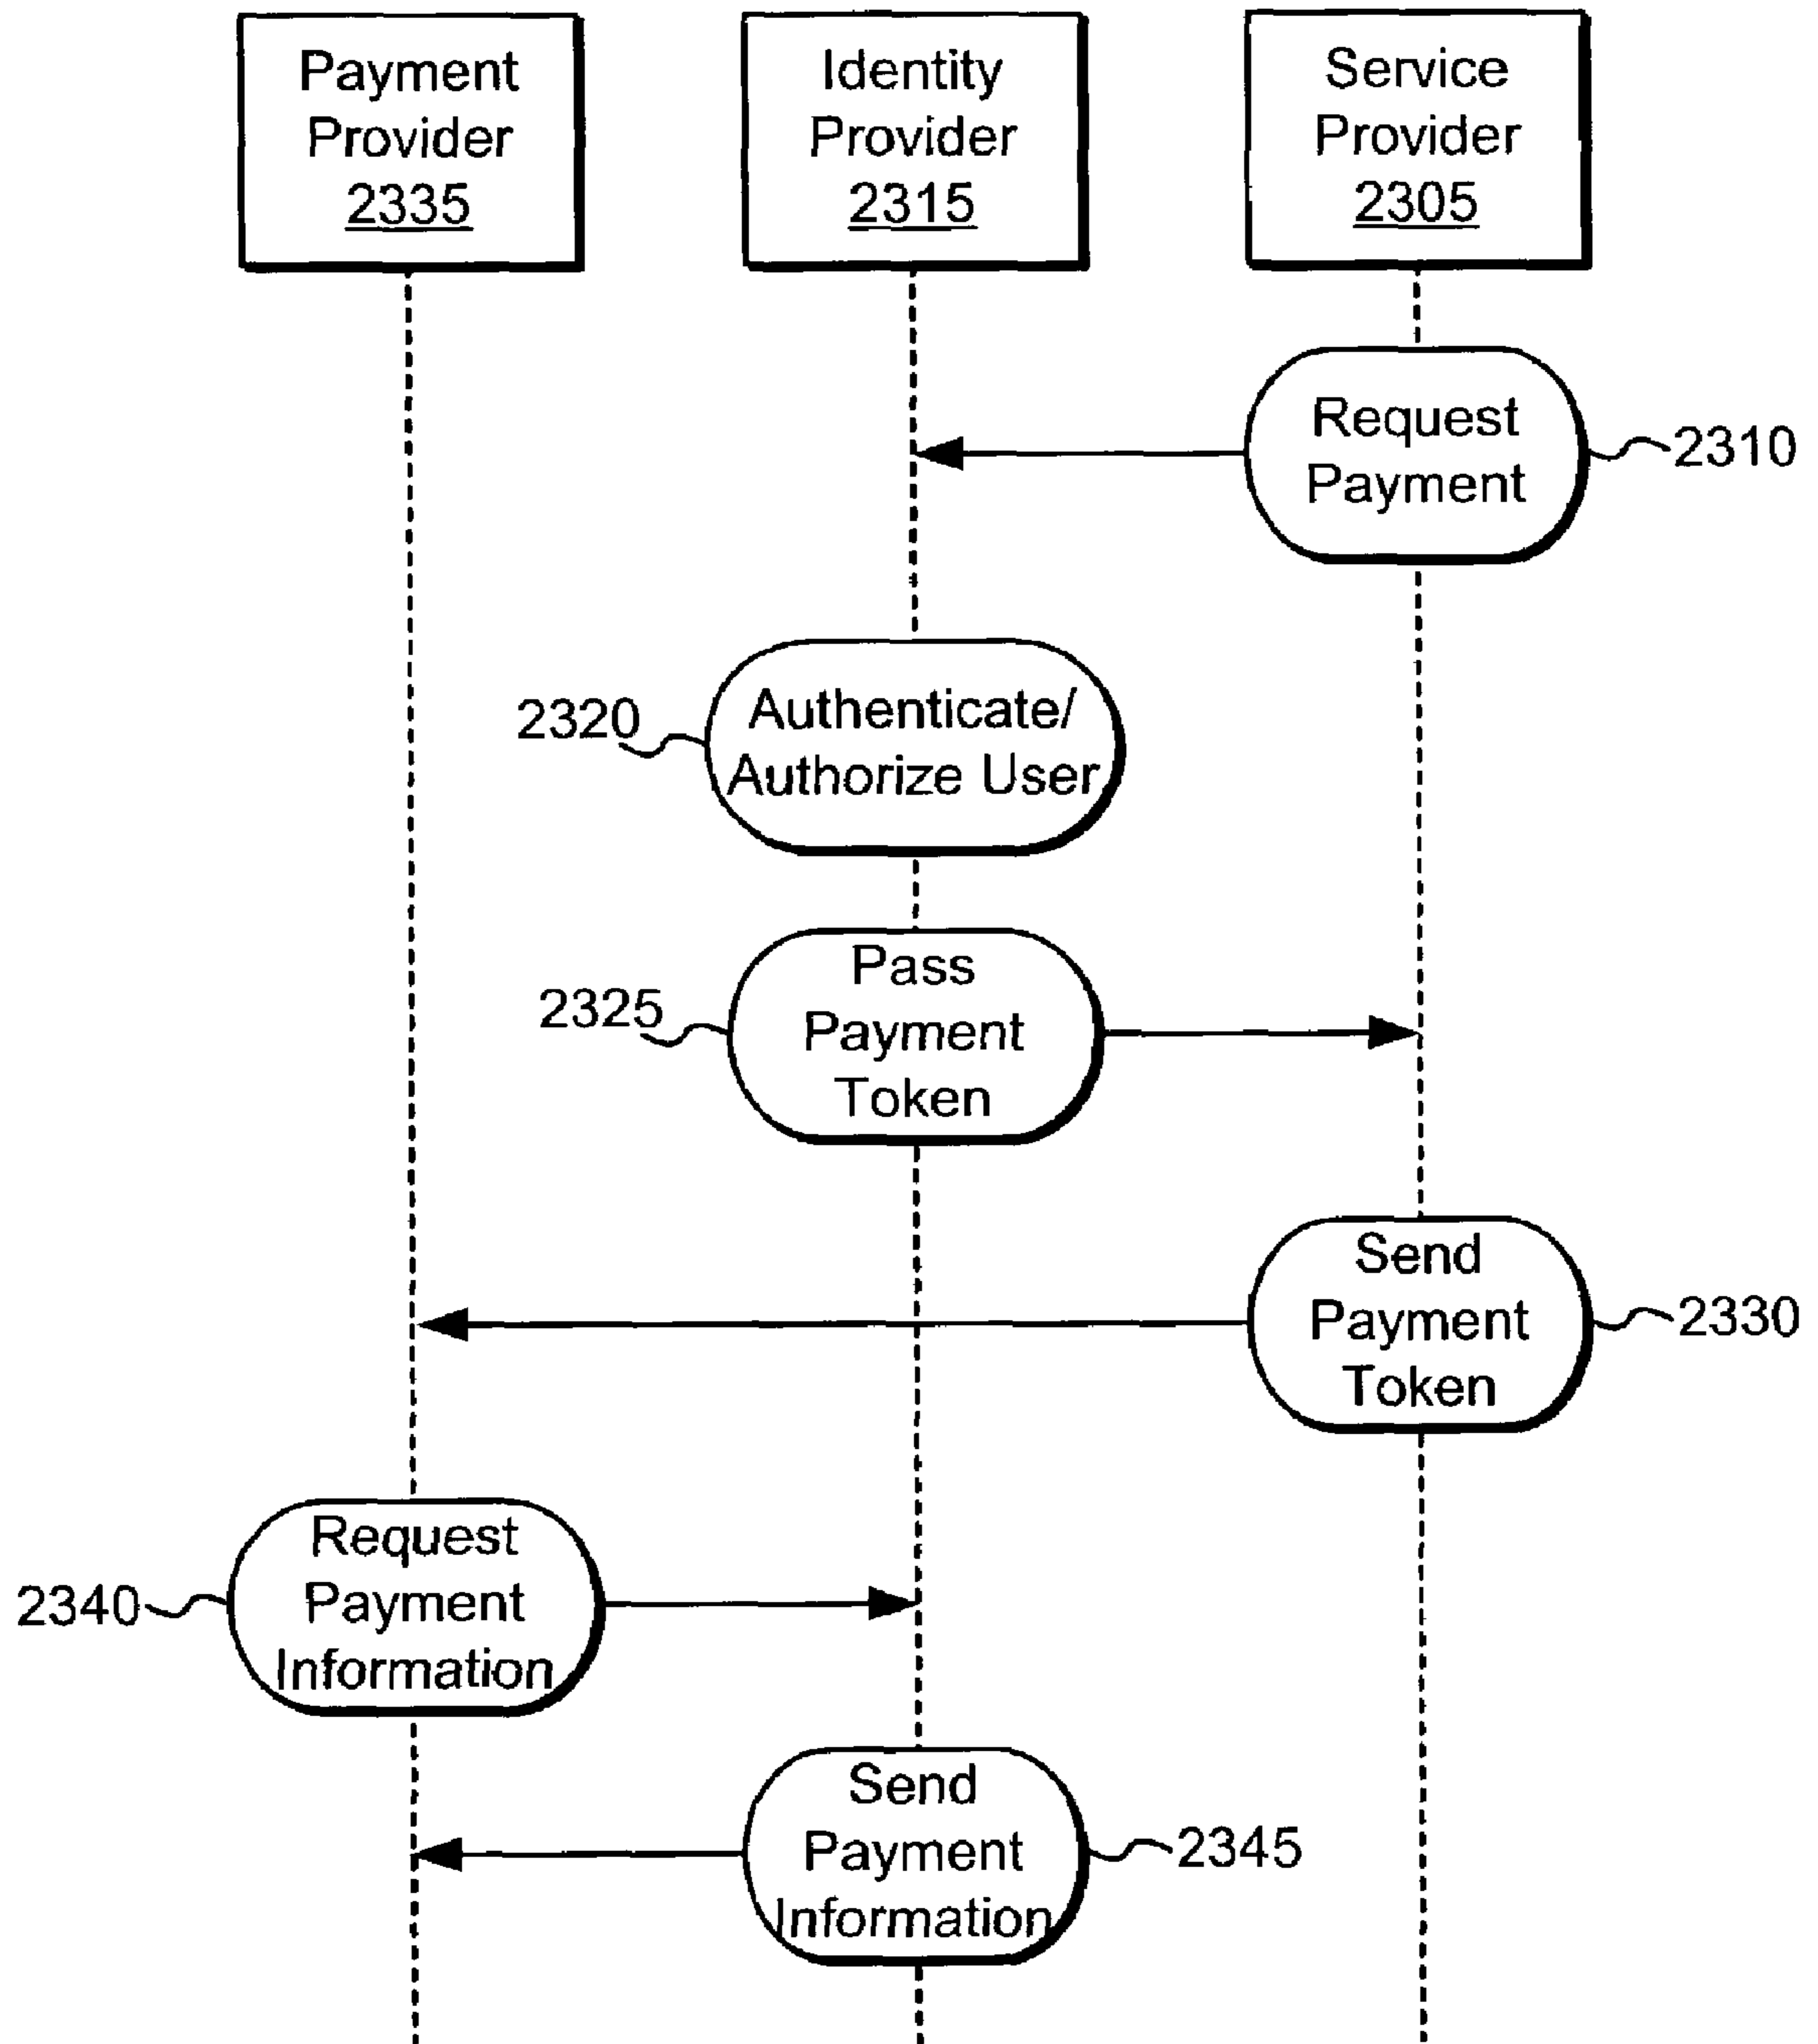 Payment
Provider
2335
Identity
Provider
2315
Service
Provider
2305
Request
Payment
2310
2320
Authenticate/
Authorize User
2325
Pass
Payment
Token
Send
Payment
Token
2330
2340
Request
Payment
Information
Send
Payment
Information
2345